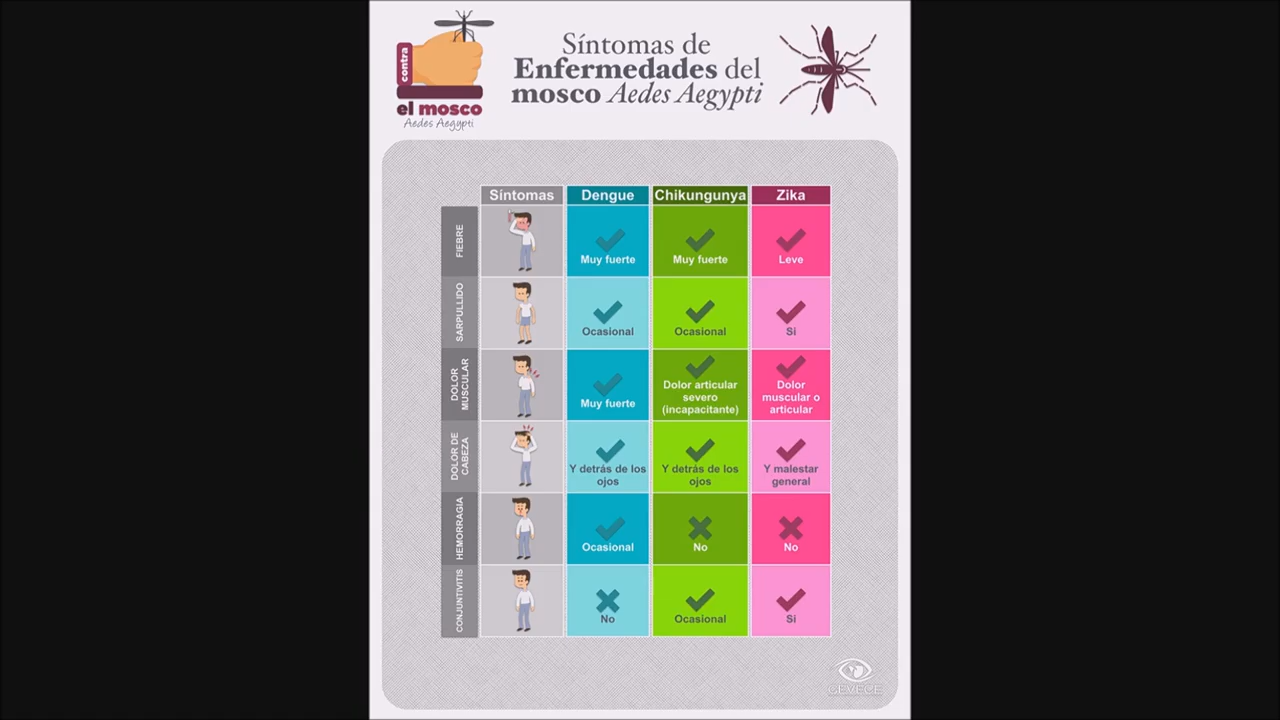 contra
el mosco
Aedes Aegypti
Síntomas de
Enfermedades del
mosco Aedes Aegypti
Síntomas
Dengue
Chikungunya
Zika
FIEBRE
Muy fuerte
Muy fuerte
Leve
SARPULLIDO
Ocasional
Ocasional
Si
DOLOR
MUSCULAR
Muy fuerte
Dolor articular
severo
(incapacitante)
Dolor
muscular o
articular
DOLOR DE
CABEZA
Y detrás de los
ojos
Y detrás de los
ojos
Y malestar
general
HEMORRAGIA
Ocasional
No
No
CONJUNTIVITIS
No
Ocasional
Si
CEVECE